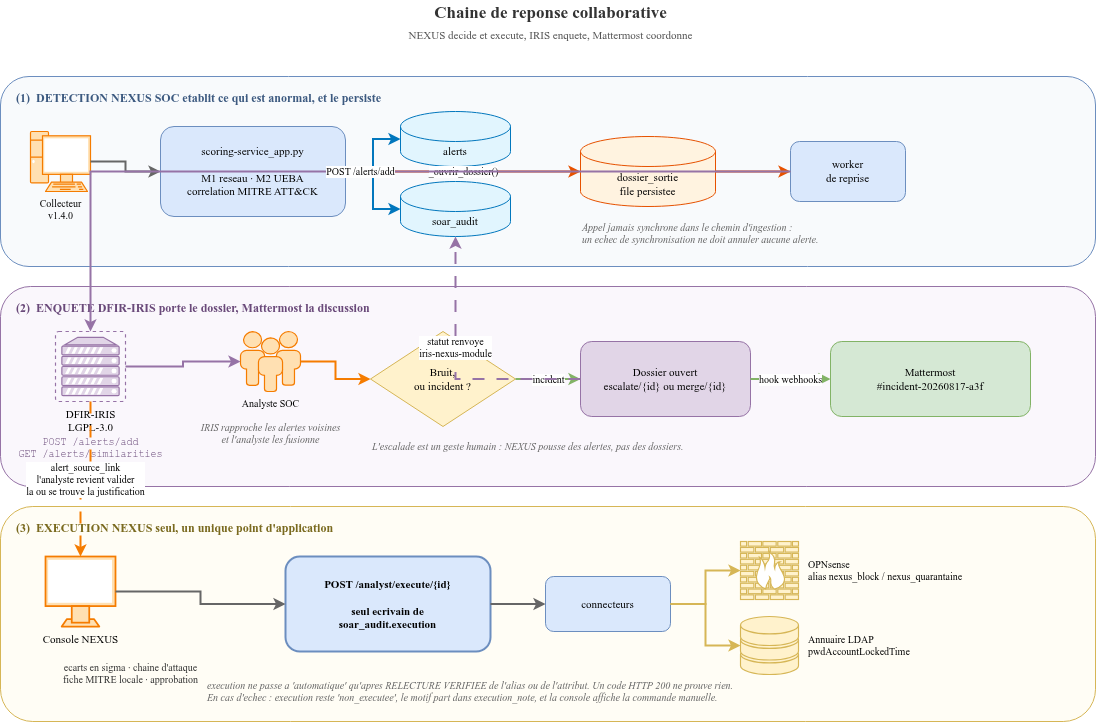 Chaine de reponse collaborative
NEXUS decide et execute, IRIS enquete, Mattermost coordonne
(1) DETECTION NEXUS SOC etablit ce qui est anormal, et le persiste
Collecteur
v1.4.0
scoring-service_app.py
M1 reseau · M2 UEBA
correlation MITRE ATT&CK
POST /alerts/add
alerts
_ouvrir_dossier()
soar_audit
dossier_sortie
file persistee
worker
de reprise
Appel jamais synchrone dans le chemin d'ingestion :
un echec de synchronisation ne doit annuler aucune alerte.
(2) ENQUETE DFIR-IRIS porte le dossier, Mattermost la discussion
DFIR-IRIS
LGPL-3.0
POST /alerts/add
GET /alerts/similarities
alert_source_link
l'analyste revient valider
la ou se trouve la justification
Analyste SOC
IRIS rapproche les alertes voisines
et l'analyste les fusionne
statut renvoye
iris-nexus-module
Bruit,
ou incident ?
incident
Dossier ouvert
escalate/{id} ou merge/{id}
hook webhooks
Mattermost
#incident-20260817-a3f
L'escalade est un geste humain : NEXUS pousse des alertes, pas des dossiers.
(3) EXECUTION NEXUS seul, un unique point d'application
Console NEXUS
ecarts en sigma · chaine d'attaque
fiche MITRE locale · approbation
POST /analyst/execute/{id}
seul ecrivain de
soar_audit.execution
connecteurs
OPNsense
alias nexus_block / nexus_quarantaine
Annuaire LDAP
pwdAccountLockedTime
execution ne passe a 'automatique' qu'apres RELECTURE VERIFIEE de l'alias ou de l'attribut. Un code HTTP 200 ne prouve rien.
En cas d'echec : execution reste 'non_executee', le motif part dans execution_note, et la console affiche la commande manuelle.